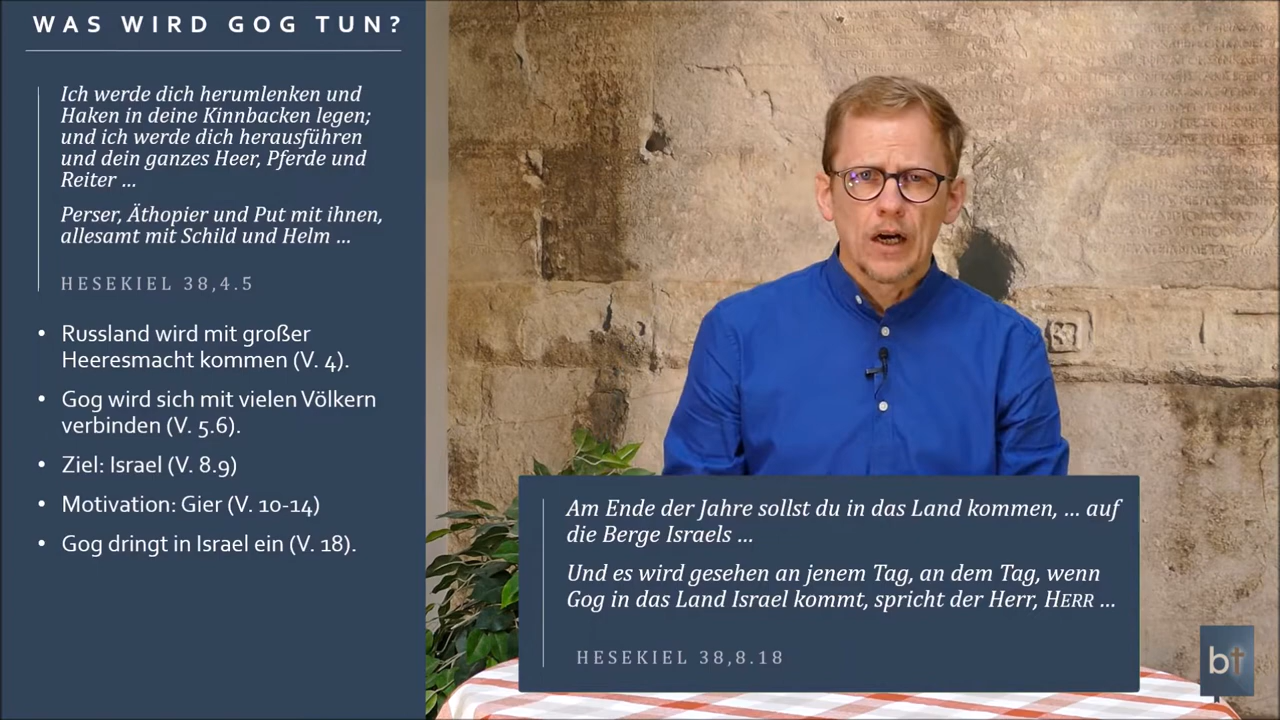 WAS WIRD GOG TUN?
Ich werde dich herumlenken und
Haken in deine Kinnbacken legen;
und ich werde dich herausführen
und dein ganzes Heer, Pferde und
Reiter ...
Perser, Äthopier und Put mit ihnen,
allesamt mit Schild und Helm ...
HESEKIEL 38,4.5
• Russland wird mit großer
Heeresmacht kommen (V. 4).
• Gog wird sich mit vielen Völkern
verbinden (V. 5.6).
• Ziel: Israel (V. 8.9)
• Motivation: Gier (V. 10-14)
• Gog dringt in Israel ein (V. 18).
Am Ende der Jahre sollst du in das Land kommen, ... auf
die Berge Israels ...
Und es wird gesehen an jenem Tag, an dem Tag, wenn
Gog in das Land Israel kommt, spricht der Herr, HERR ...
HESEKIEL 38,8.18
bt